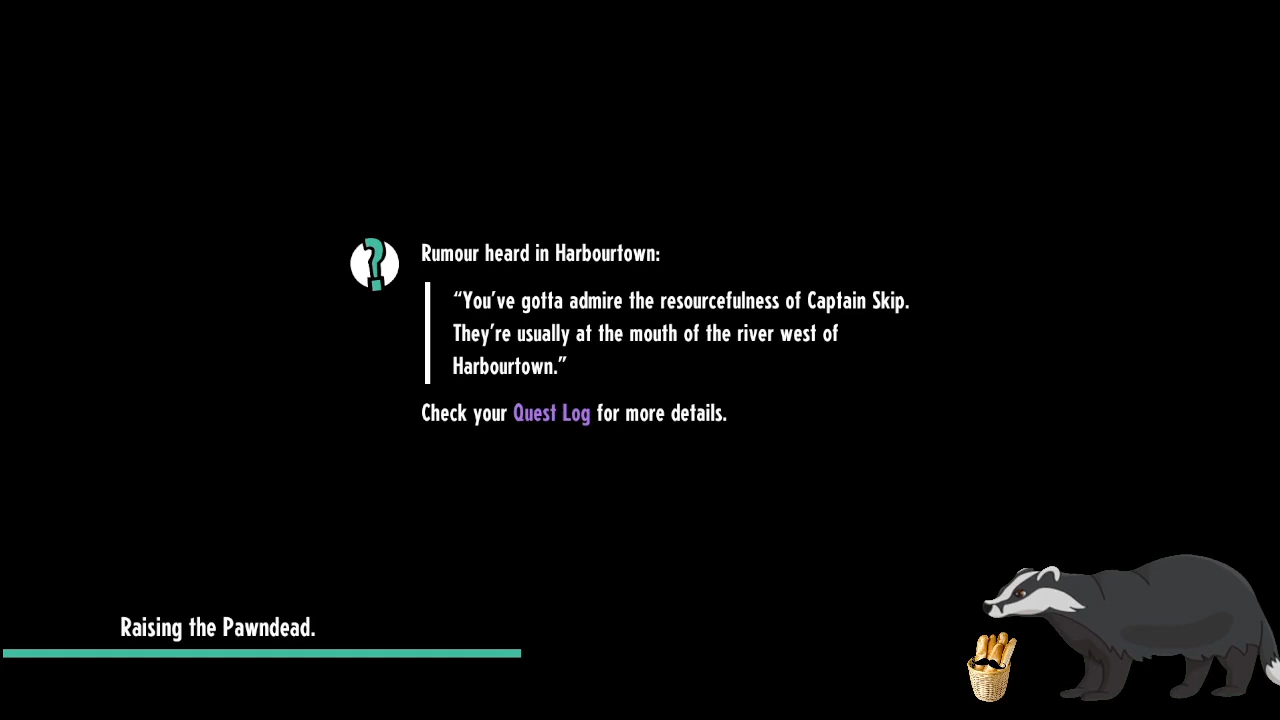 Rumour heard in Harbourtown:
“You’ve gotta admire the resourcefulness of Captain Skip.
They’re usually at the mouth of the river west of
Harbourtown.”
Check your Quest Log for more details.
Raising the Pawndead.